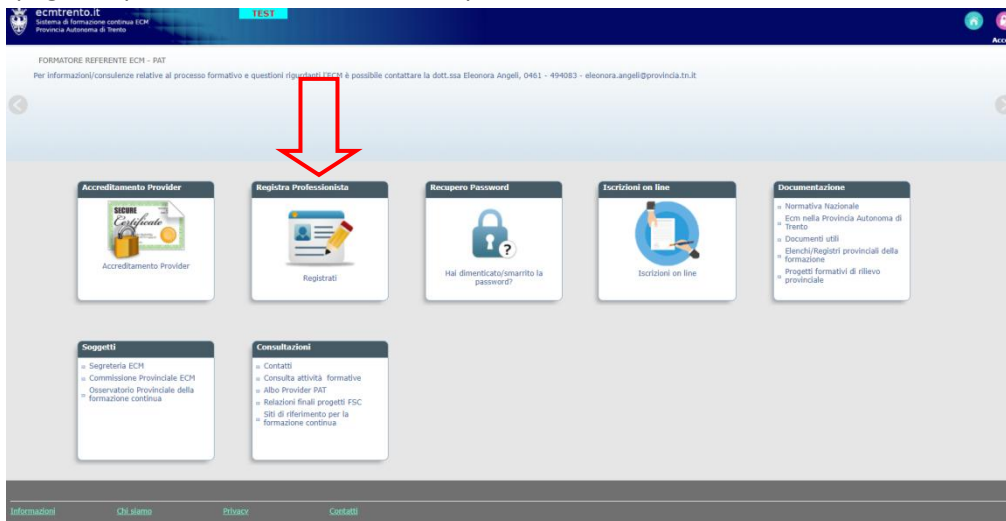 ecmtrento.it
Sistema di formazione continua ECM
Provincia Autonoma di Trento
TEST
FORMATORE REFERENTE ECM - PAT
Per informazioni/consulenze relative al processo formativo e questioni riguardanti l'ECM è possibile contattare la dott.ssa Eleonora Angeli, 0461 - 494083 - eleonora.angeli@provincia.tn.it
Accreditamento Provider
SECURE
Certificate
Accreditamento Provider
Registra Professionista
Registrati
Recupero Password
Hai dimenticato/smarrito la
password?
Iscrizioni on line
Iscrizioni on line
Documentazione
Normativa Nazionale
Ecm nella Provincia Autonoma di
Trento
Documenti utili
Elenchi/Registri provinciali della
formazione
Progetti formativi di rilievo
provinciale
Soggetti
Segreteria ECM
Commissione Provinciale ECM
Osservatorio Provinciale della
formazione continua
Consultazioni
Contatti
Consulta attività formative
Albo Provider PAT
Relazioni finali progetti FSC
Siti di riferimento per la
formazione continua
Informazioni
Chi siamo
Privacy
Contatti